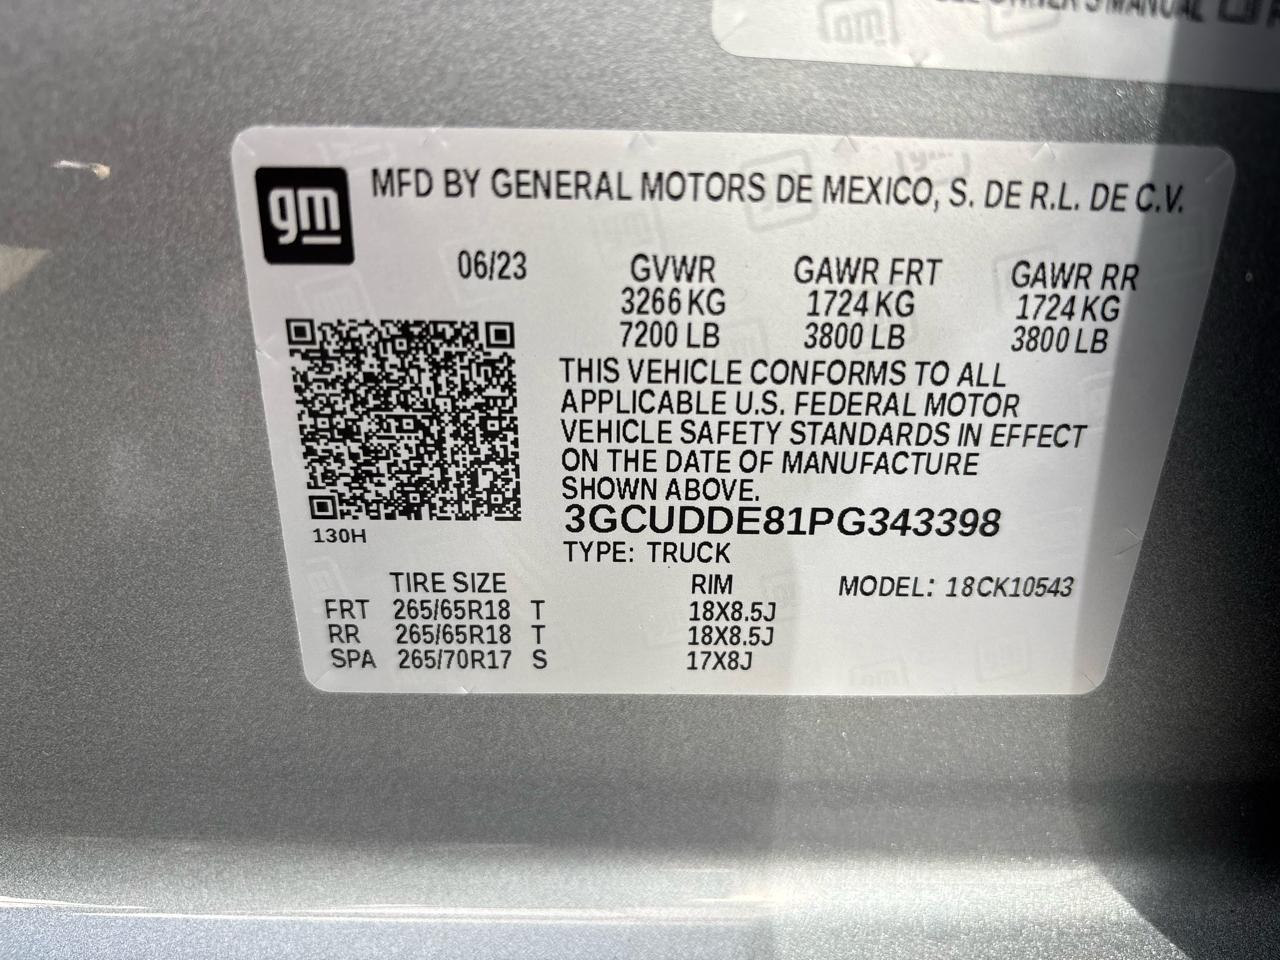 OWNER'S MANUAL
gm
MFD BY GENERAL MOTORS DE MEXICO, S. DE R.L. DE C.V.
06/23 GVWR GAWR FRT GAWR RR
3266 KG 1724 KG 1724 KG
7200 LB 3800 LB 3800 LB
THIS VEHICLE CONFORMS TO ALL
APPLICABLE U.S. FEDERAL MOTOR
VEHICLE SAFETY STANDARDS IN EFFECT
ON THE DATE OF MANUFACTURE
SHOWN ABOVE.
3GCUDDE81PG343398
130H
TYPE: TRUCK
TIRE SIZE RIM MODEL: 18CK10543
FRT 265/65R18 T 18X8.5J
RR 265/65R18 T 18X8.5J
SPA 265/70R17 S 17X8J